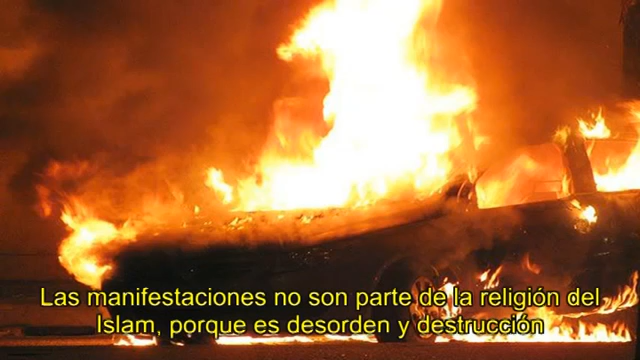 Las manifestaciones no son parte de la religión del
Islam, porque es desorden y destrucción